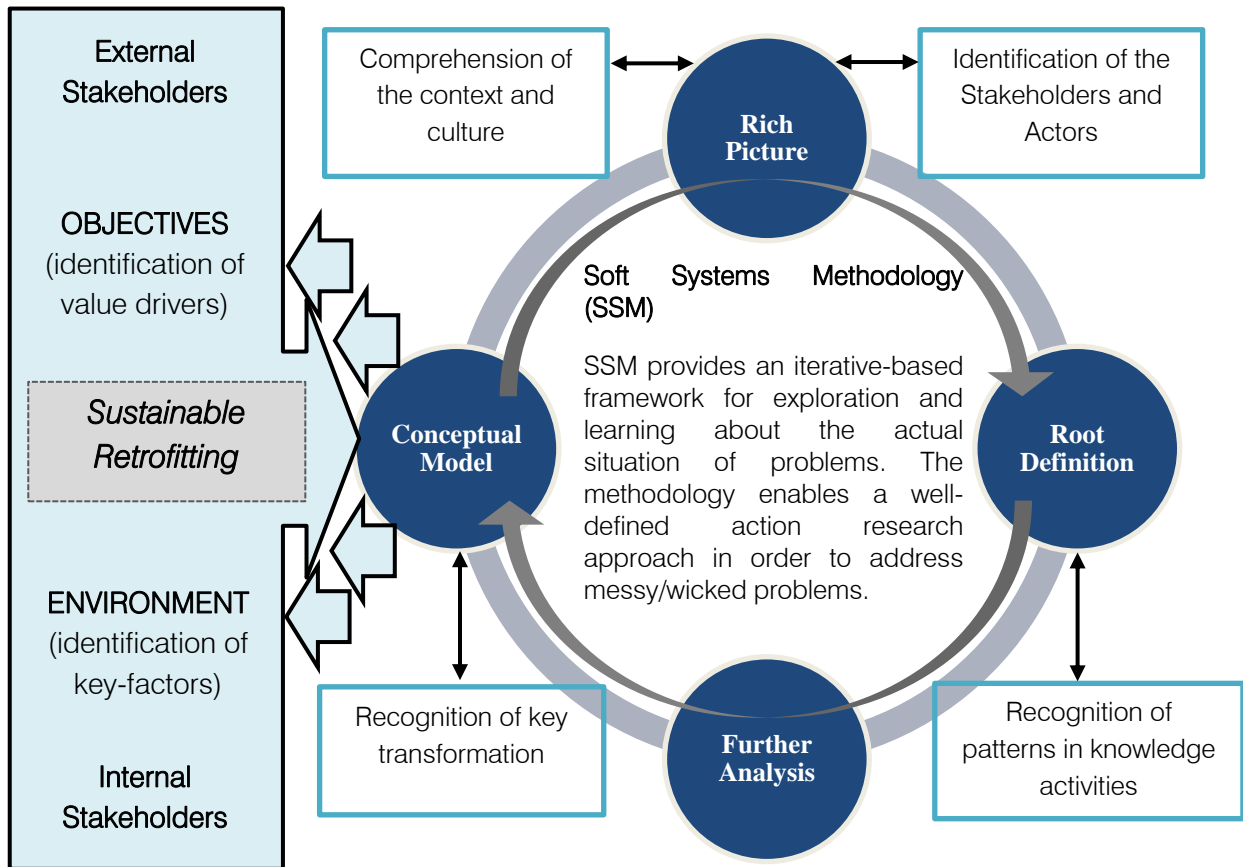 External
Stakeholders
OBJECTIVES
(identification of
value drivers)
Sustainable
Retrofitting
ENVIRONMENT
(identification of
key-factors)
Internal
Stakeholders
Comprehension of
the context and
culture
Rich
Picture
Identification of the
Stakeholders and
Actors
Soft Systems Methodology
(SSM)
SSM provides an iterative-based
framework for exploration and
learning about the actual
situation of problems. The
methodology enables a well-
defined action research
approach in order to address
messy/wicked problems.
Conceptual
Model
Root
Definition
Recognition of key
transformation
Further
Analysis
Recognition of
patterns in knowledge
activities